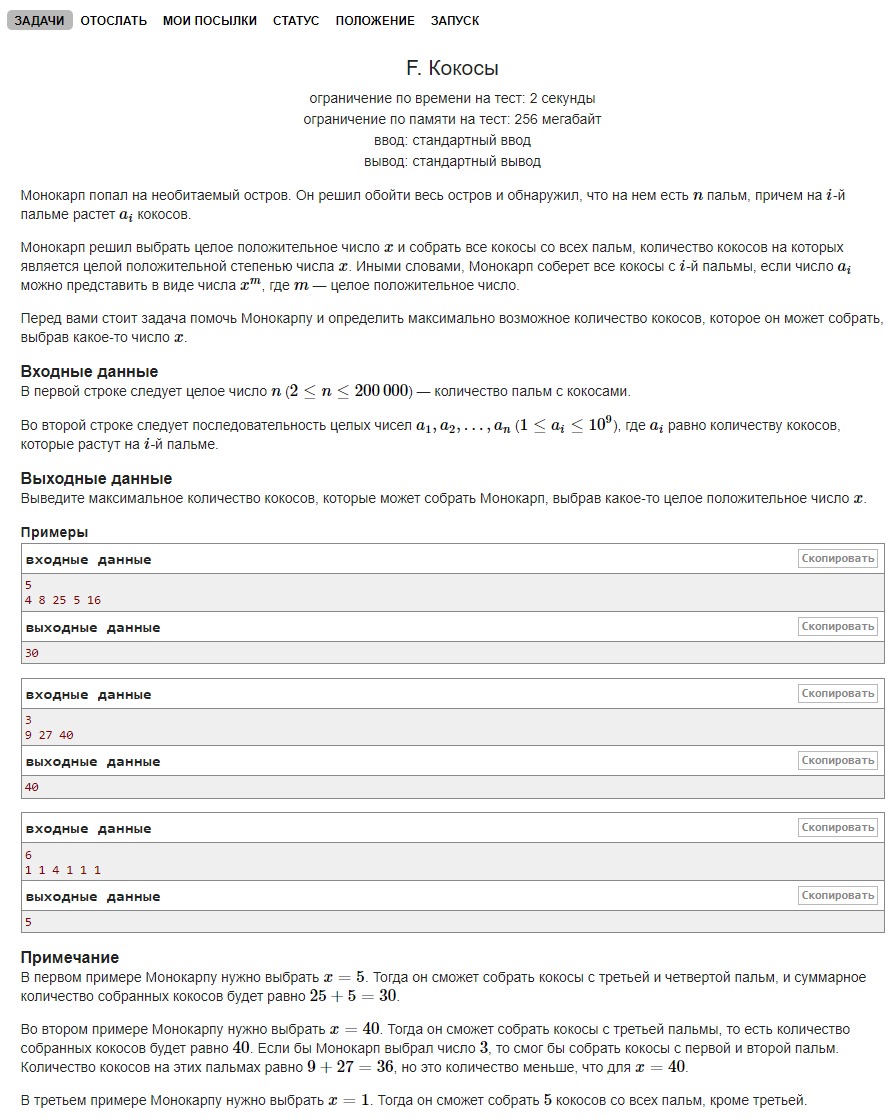 ЗАДАЧИ ОТОСЛАТЬ МОИ ПОСЫЛКИ СТАТУС ПОЛОЖЕНИЕ ЗАПУСК
F. Кокосы
ограничение по времени на тест: 2 секунды
ограничение по памяти на тест: 256 мегабайт
ввод: стандартный ввод
вывод: стандартный вывод
Монокарп попал на необитаемый остров. Он решил обойти весь остров и обнаружил, что на нем есть n пальм, причем на i-й
пальме растет a_i кокосов.
Монокарп решил выбрать целое положительное число x и собрать все кокосы со всех пальм, количество кокосов на которых
является целой положительной степенью числа x. Иными словами, Монокарп соберет все кокосы с i-й пальмы, если число a_i
можно представить в виде числа x^m, где m — целое положительное число.
Перед вами стоит задача помочь Монокарпу и определить максимально возможное количество кокосов, которое он может собрать,
выбрав какое-то число x.
Входные данные
В первой строке следует целое число n (2 ≤ n ≤ 200 000) — количество пальм с кокосами.
Во второй строке следует последовательность целых чисел a_1, a_2, . . . , a_n (1 ≤ a_i ≤ 10^9), где a_i равно количеству кокосов,
которые растут на i-й пальме.
Выходные данные
Выведите максимальное количество кокосов, которые может собрать Монокарп, выбрав какое-то целое положительное число x.
Примеры
входные данные Скопировать
5
4 8 25 5 16
выходные данные Скопировать
30
входные данные Скопировать
3
9 27 40
выходные данные Скопировать
40
входные данные Скопировать
6
1 1 4 1 1 1
выходные данные Скопировать
5
Примечание
В первом примере Монокарпу нужно выбрать x = 5. Тогда он сможет собрать кокосы с третьей и четвертой пальм, и суммарное
количество собранных кокосов будет равно 25 + 5 = 30.
Во втором примере Монокарпу нужно выбрать x = 40. Тогда он сможет собрать кокосы с третьей пальмы, то есть количество
собранных кокосов будет равно 40. Если бы Монокарп выбрал число 3, то смог бы собрать кокосы с первой и второй пальм.
Количество кокосов на этих пальмах равно 9 + 27 = 36, но это количество меньше, что для x = 40.
В третьем примере Монокарпу нужно выбрать x = 1. Тогда он сможет собрать 5 кокосов со всех пальм, кроме третьей.